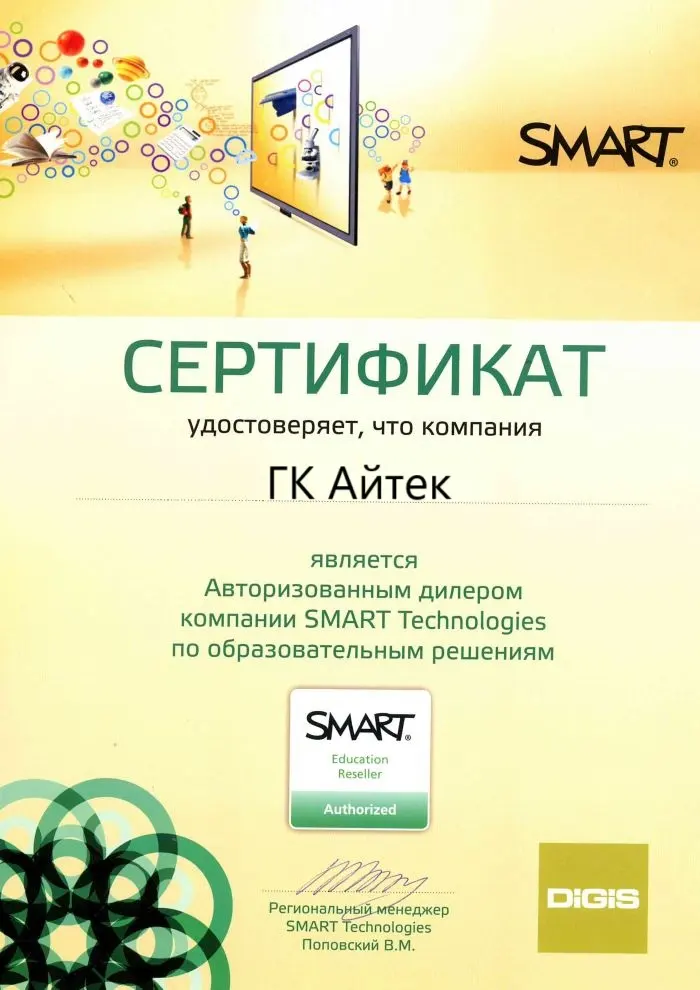 SMART®
СЕРТИФИКАТ
удостоверяет, что компания
ГК Айтек
является
Авторизованным дилером
компании SMART Technologies
по образовательным решениям
SMART®
Education
Reseller
Authorized
Региональный менеджер
SMART Technologies
Поповский В.М.
DiGiS